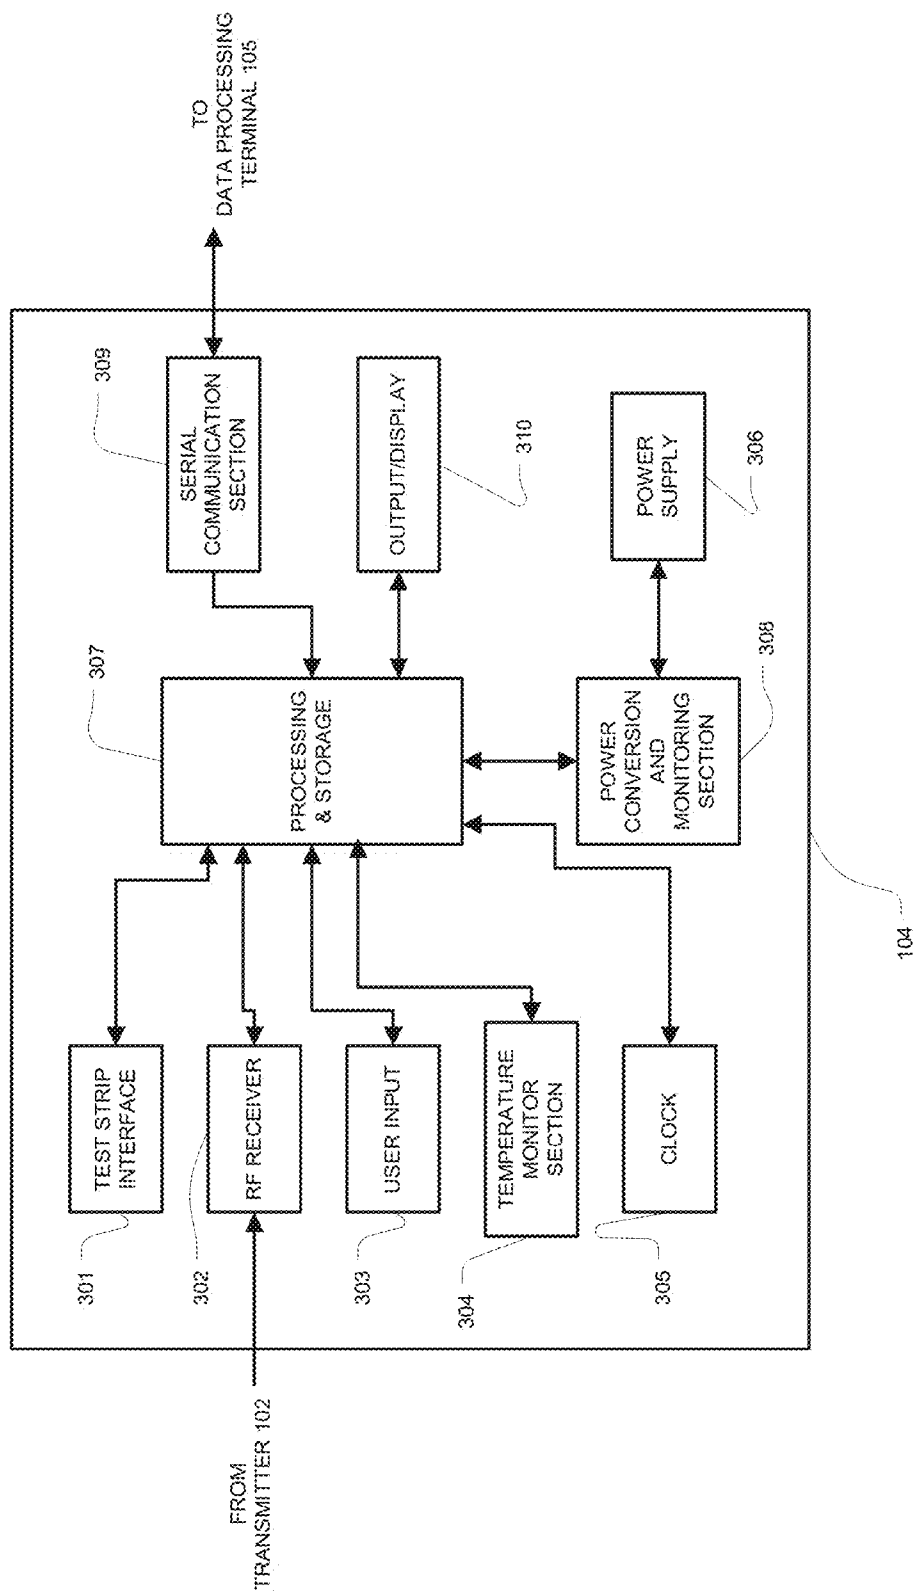 FROM
TRANSMITTER 102
301
TEST STRIP
INTERFACE
302
RF RECEIVER
303
USER INPUT
304
TEMPERATURE
MONITOR
SECTION
305
CLOCK
307
PROCESSING
& STORAGE
308
POWER
CONVERSION
AND
MONITORING
SECTION
309
SERIAL
COMMUNICATION
SECTION
310
OUTPUT/DISPLAY
306
POWER
SUPPLY
104
TO
DATA PROCESSING
TERMINAL 105